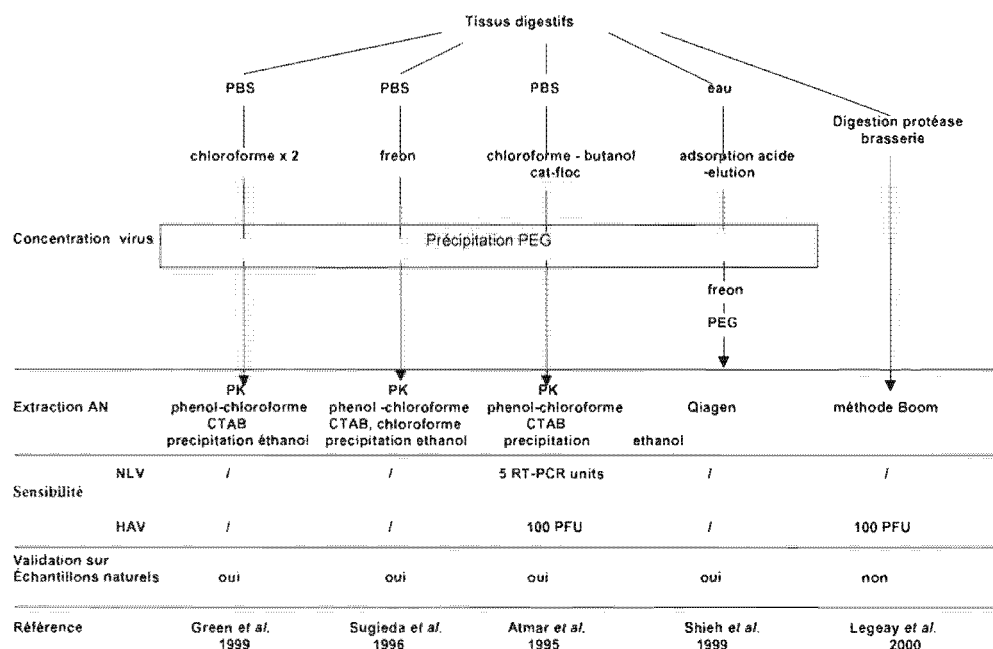 Tissus digestifs
PBS PBS PBS eau
Digestion protéase
brasserie
chloroforme x 2 freon chloroforme - butanol adsorption acide
cat-floc -elution
Concentration virus Précipitation PEG
freon
PEG
PK PK PK
Extraction AN phenol-chloroforme phenol -chloroforme phenol-chloroforme Qiagen méthode Boom
CTAB CTAB, chloroforme CTAB
precipitation éthanol precipitation ethanol precipitation ethanol
NLV / / 5 RT-PCR units / /
Sensibilité
HAV / / 100 PFU / 100 PFU
Validation sur
Échantillons naturels oui oui oui oui non
Référence Green et al. Sugieda et al. Atmar et al. Shieh et al. Legeay et al.
1999 1996 1995 1999 2000